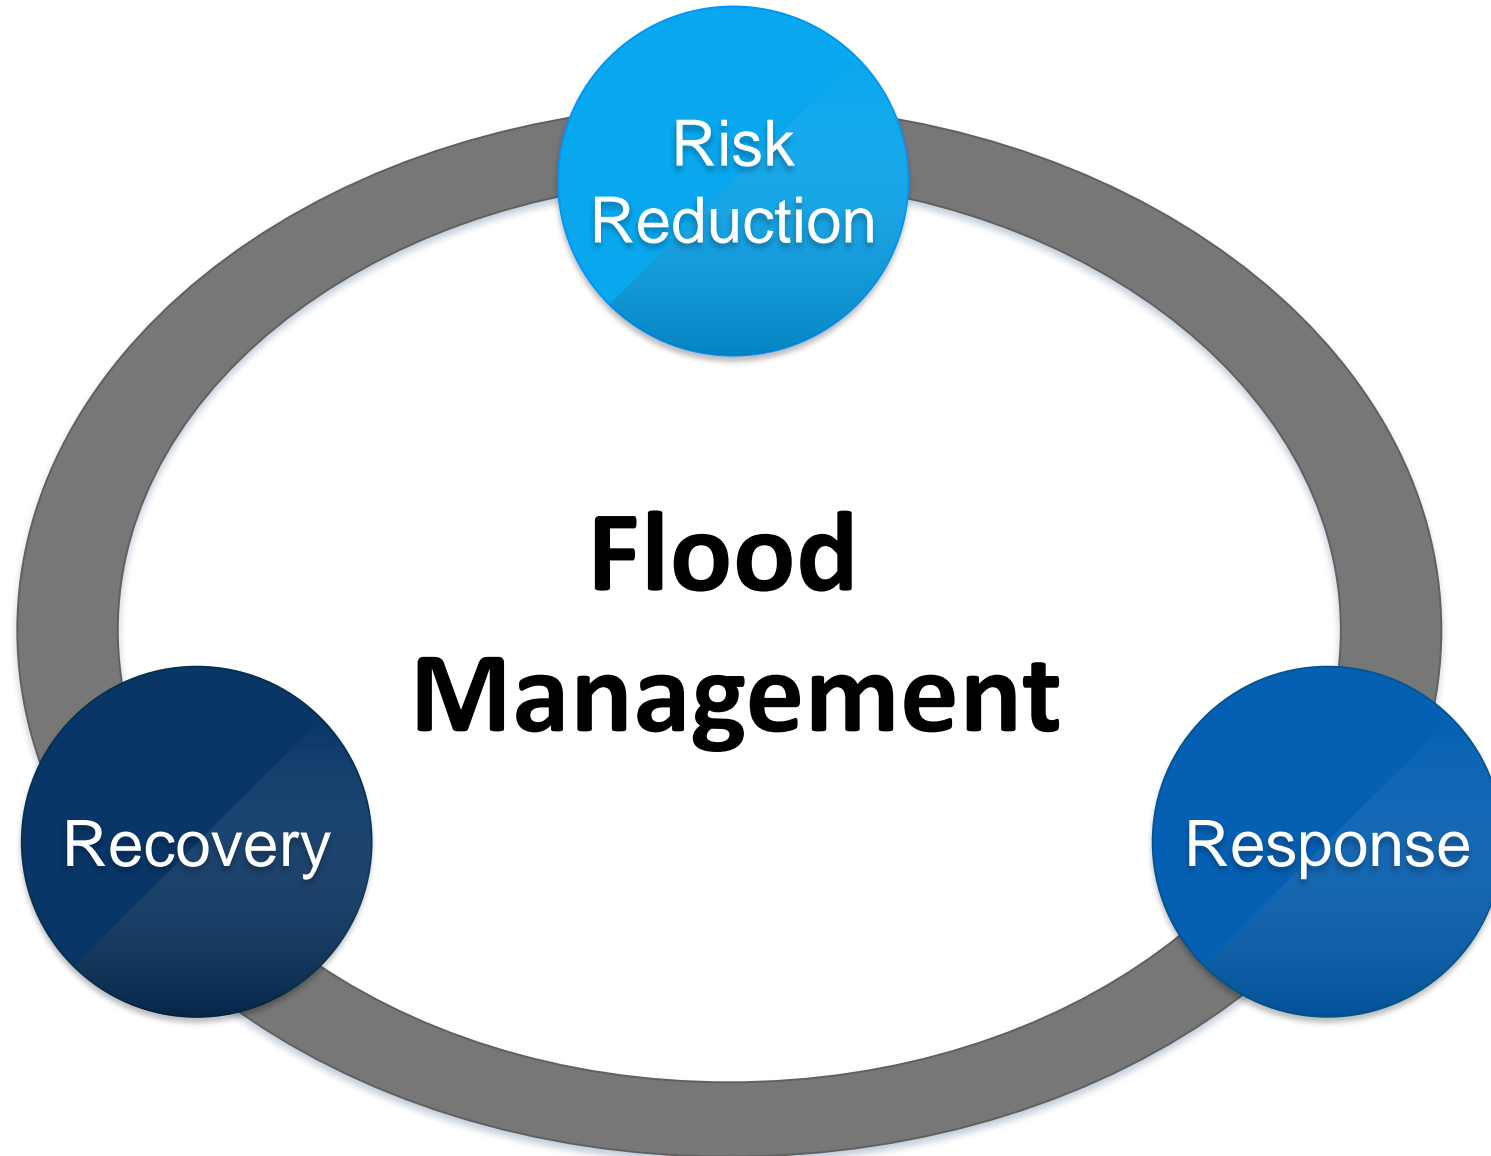 Risk
Reduction
Flood
Management
Recovery
Response